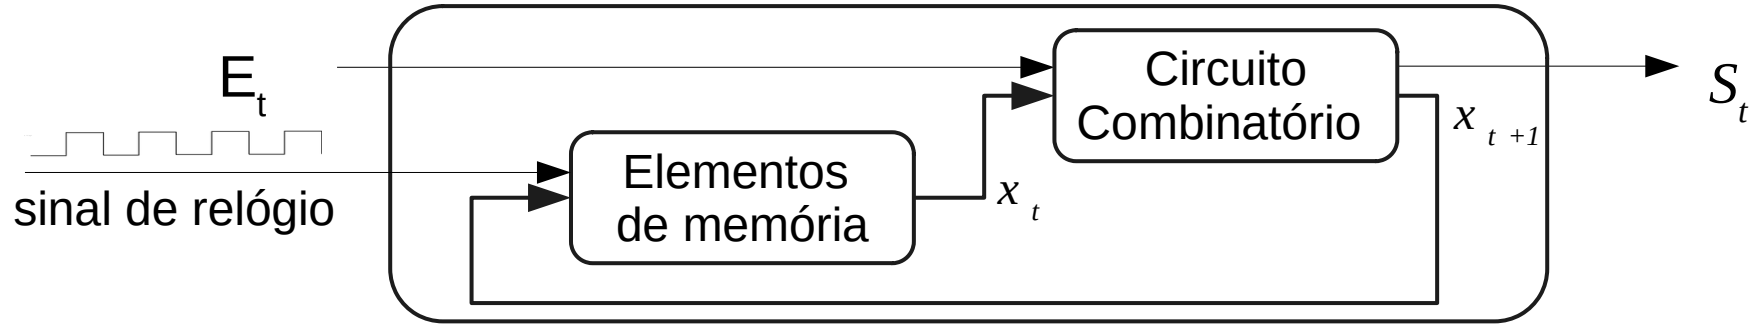 E t
sinal de relógio
Elementos
de memória
x t
Circuito
Combinatório
x t +1
S t